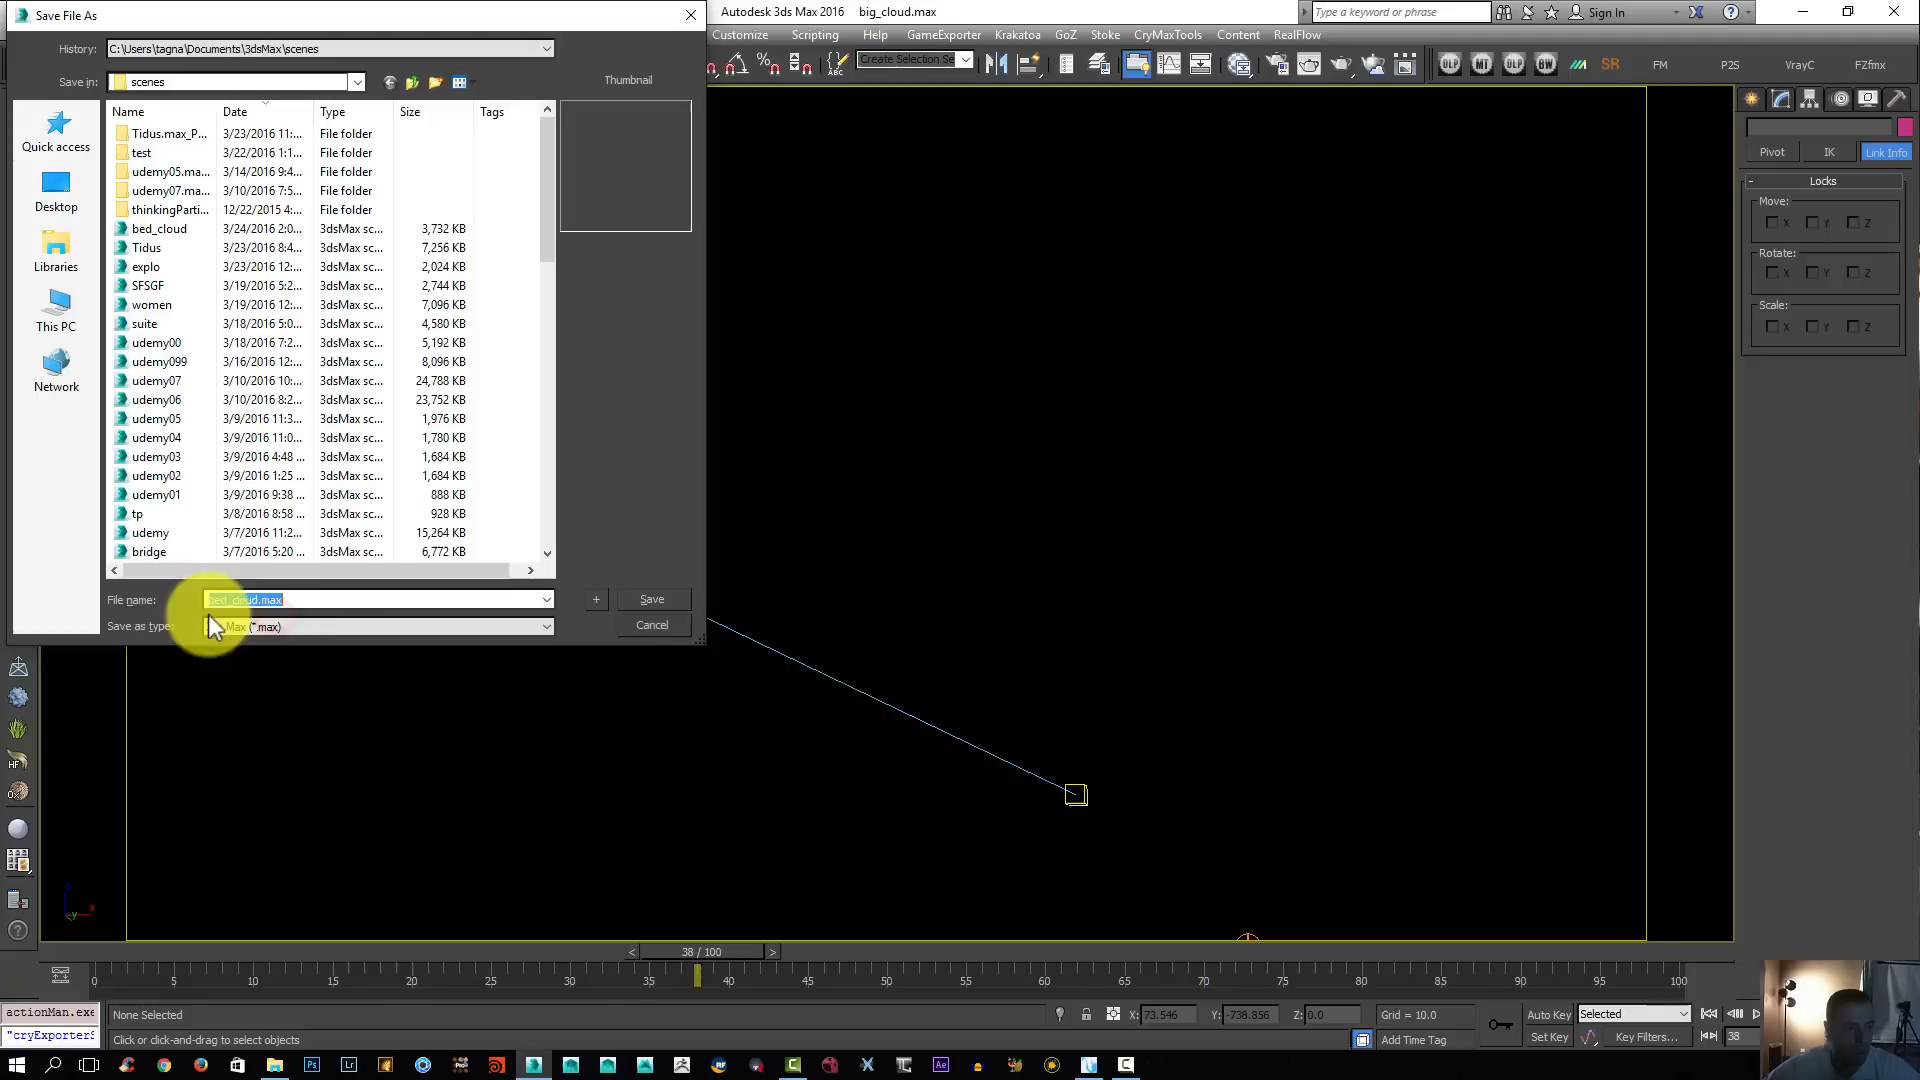 Save File As
Autodesk 3ds Max 2016 big_cloud.max
Type a keyword or phrase
Sign In
Customize Scripting Help GameExporter Krakatoa GoZ Stoke CryMaxTools Content RealFlow
History: C:\Users\tagna\Documents\3dsMax\scenes
Save in: scenes
Thumbnail
Create Selection Se
DLP MT DLP BW SR FM P2S VrayC FZfmx
Name Date Type Size Tags
Tidus.max_P... 3/23/2016 11:... File folder
test 3/22/2016 1:1... File folder
udemy05.ma... 3/14/2016 9:4... File folder
udemy07.ma... 3/10/2016 7:5... File folder
thinkingParti... 12/22/2015 4:... File folder
bed_cloud 3/24/2016 2:0... 3dsMax sc... 3,732 KB
Tidus 3/23/2016 8:4... 3dsMax sc... 7,256 KB
explo 3/23/2016 12:... 3dsMax sc... 2,024 KB
SFSGF 3/19/2016 5:2... 3dsMax sc... 2,744 KB
women 3/19/2016 12:... 3dsMax sc... 7,096 KB
suite 3/18/2016 5:0... 3dsMax sc... 4,580 KB
udemy00 3/18/2016 7:2... 3dsMax sc... 5,192 KB
udemy099 3/16/2016 12:... 3dsMax sc... 8,096 KB
udemy07 3/10/2016 10:... 3dsMax sc... 24,788 KB
udemy06 3/10/2016 8:2... 3dsMax sc... 23,752 KB
udemy05 3/9/2016 11:3... 3dsMax sc... 1,976 KB
udemy04 3/9/2016 11:0... 3dsMax sc... 1,780 KB
udemy03 3/9/2016 4:48 ... 3dsMax sc... 1,684 KB
udemy02 3/9/2016 1:25 ... 3dsMax sc... 1,684 KB
udemy01 3/9/2016 9:38 ... 3dsMax sc... 888 KB
tp 3/8/2016 8:58 ... 3dsMax sc... 928 KB
udemy 3/7/2016 11:2... 3dsMax sc... 15,264 KB
bridge 3/7/2016 5:20 ... 3dsMax sc... 6,772 KB
Quick access
Desktop
Libraries
This PC
Network
File name: bed_cloud.max + Save
Save as type: Max (*.max) Cancel
Pivot IK Link Info
- Locks
Move:
X Y Z
Rotate:
X Y Z
Scale:
X Y Z
HF
z
x
y
< 38 / 100 >
0 5 10 15 20 25 30 35 40 45 50 55 60 65 70 75 80 85 90 95 100
actionMan.exe None Selected X: 73.546 Y: -738.856 Z: 0.0 Grid = 10.0 Auto Key Selected
"cryExporter! Click or click-and-drag to select objects Add Time Tag Set Key Key Filters... 38
Ps Lr RF Ae